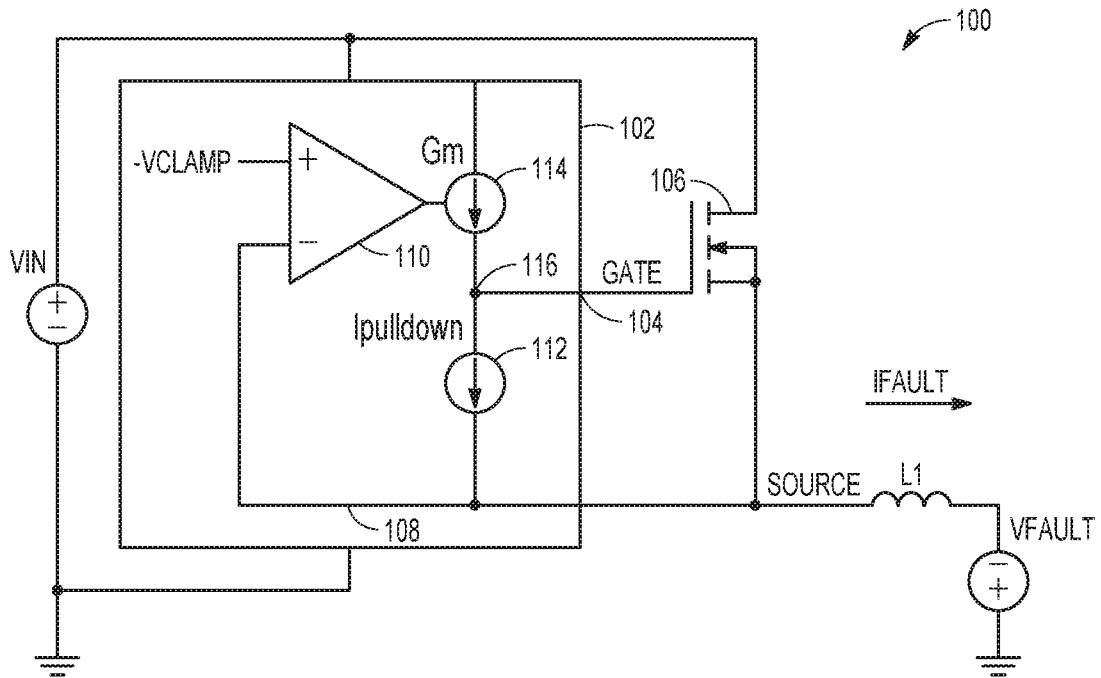 100
102
-VCLAMP
+
Gm
114
106
−
110
VIN
116
GATE
+
−
104
Ipulldown
112
IFAULT
SOURCE
L1
108
VFAULT
−
+